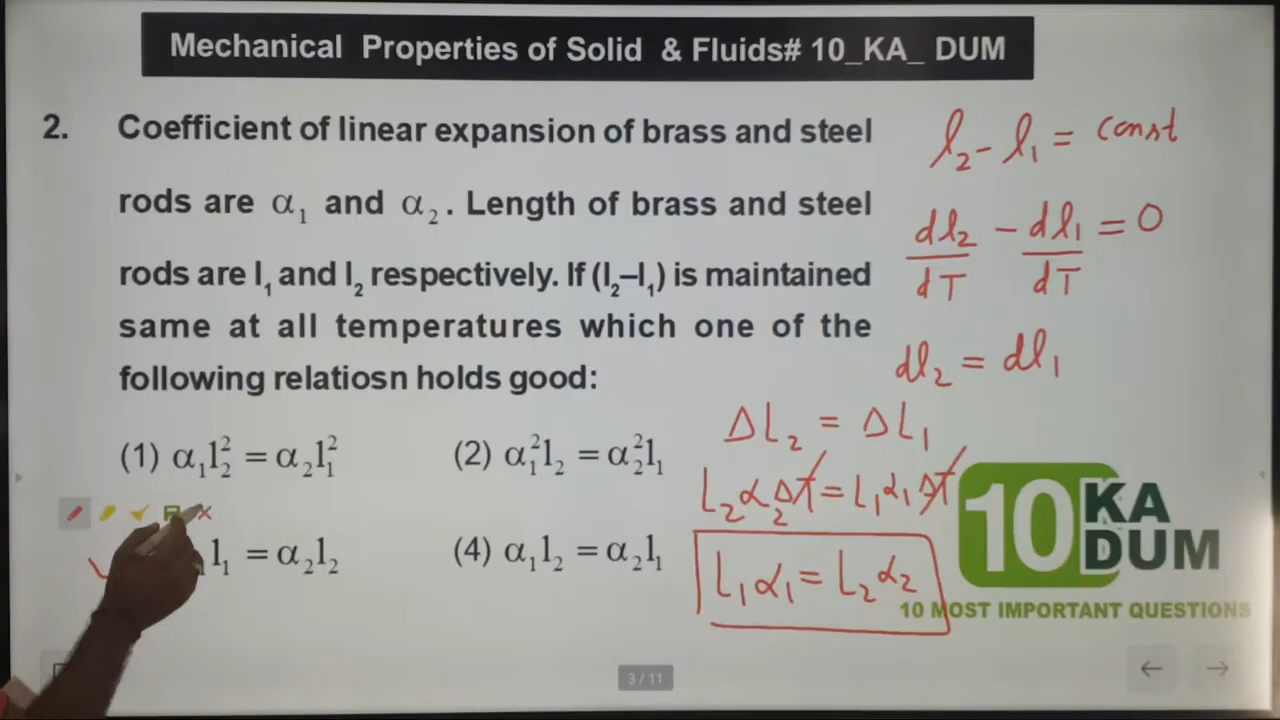 Mechanical Properties of Solid & Fluids# 10_KA_ DUM
2. Coefficient of linear expansion of brass and steel
rods are α₁ and α₂. Length of brass and steel
rods are l₁ and l₂ respectively. If (l₂–l₁) is maintained
same at all temperatures which one of the
following relatiosn holds good:
(1) α₁l₂² = α₂l₁²
(2) α₁²l₂ = α₂²l₁
l₁ = α₂l₂
(4) α₁l₂ = α₂l₁
l₂ - l₁ = const
dl₂/dT - dl₁/dT = 0
dl₂ = dl₁
ΔL₂ = ΔL₁
L₂α₂Δt = L₁α₁Δt
L₁α₁ = L₂α₂
10 KA
DUM
10 MOST IMPORTANT QUESTIONS
3 / 11